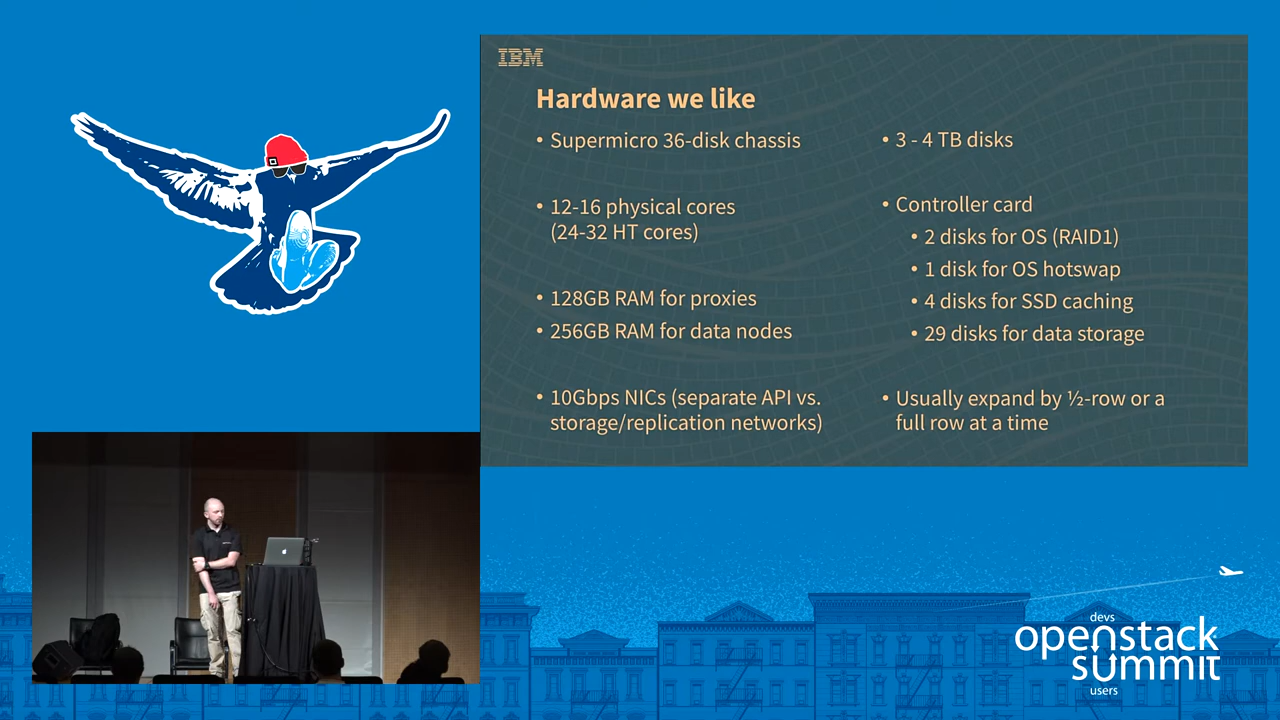 IBM
Hardware we like
• Supermicro 36-disk chassis
• 12-16 physical cores
(24-32 HT cores)
• 128GB RAM for proxies
• 256GB RAM for data nodes
• 10Gbps NICs (separate API vs.
storage/replication networks)
• 3 - 4 TB disks
• Controller card
• 2 disks for OS (RAID1)
• 1 disk for OS hotswap
• 4 disks for SSD caching
• 29 disks for data storage
• Usually expand by ½-row or a
full row at a time
devs
openstack
summit
users